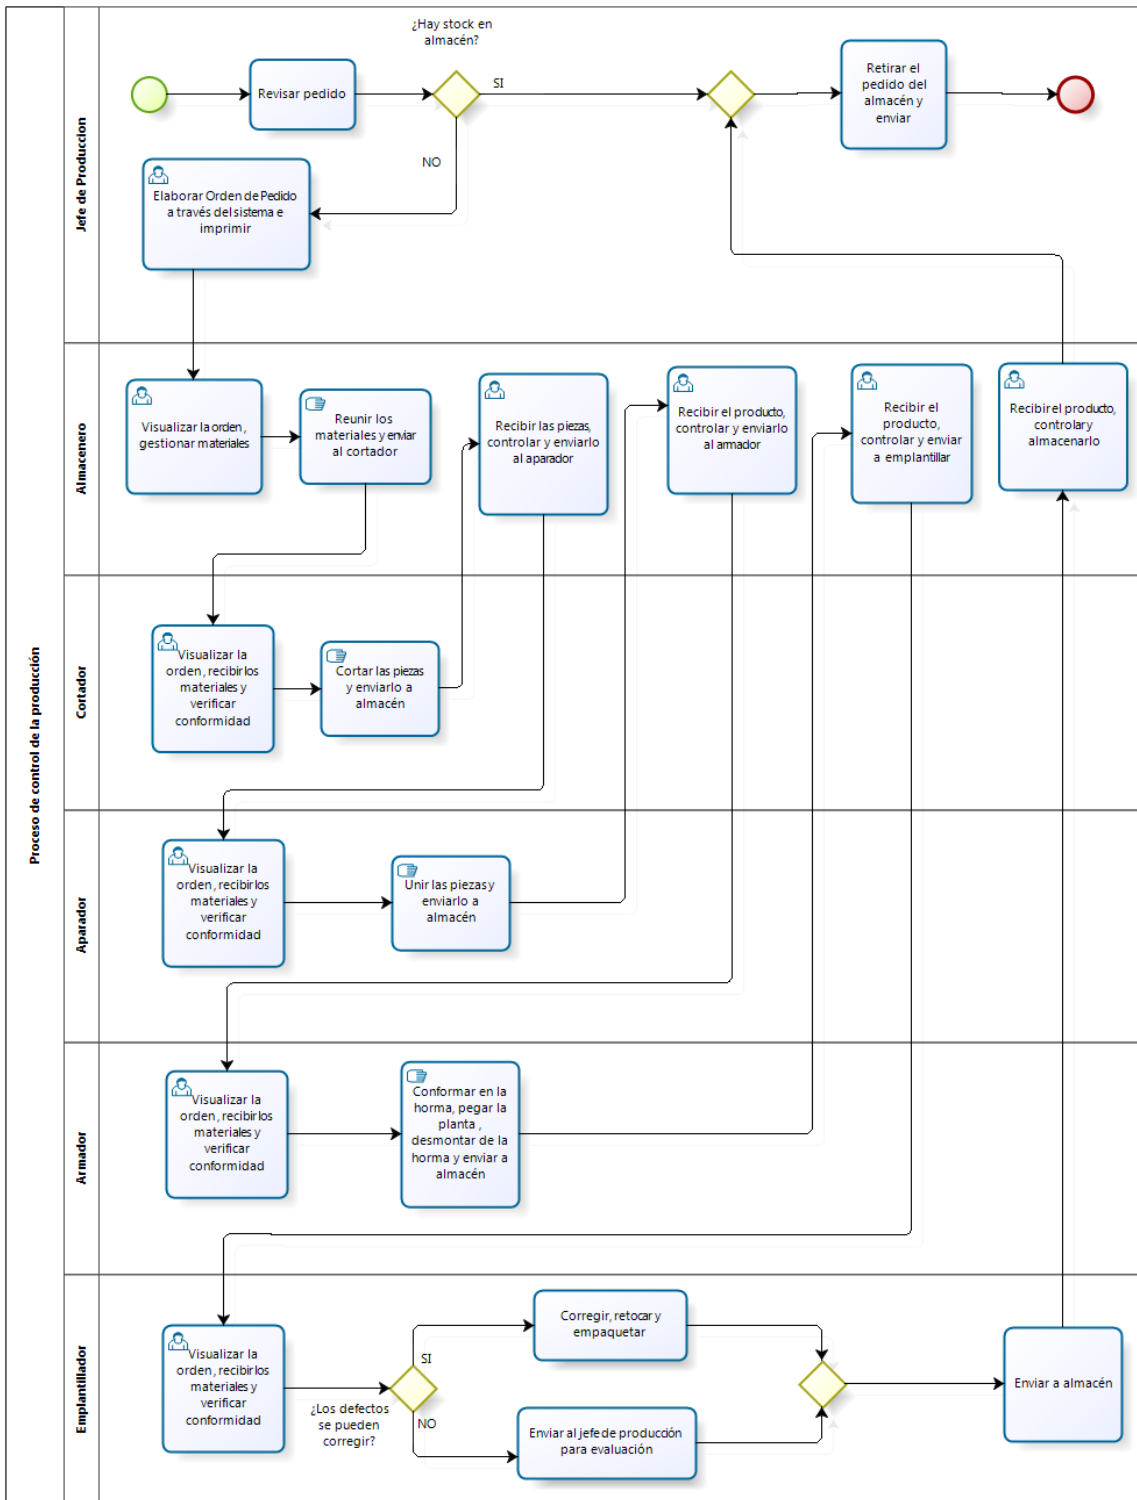 Proceso de control de la producción
Jefe de Produccion
¿Hay stock en
almacén?
Revisar pedido
SI
NO
Retirar el
pedido del
almacén y
enviar
Elaborar Orden de Pedido
a través del sistema e
imprimir
Almacenero
Visualizar la orden,
gestionar materiales
Reunir los
materiales y enviar
al cortador
Recibir las piezas,
controlar y enviarlo
al aparador
Recibir el producto,
controlar y enviarlo
al armador
Recibir el
producto,
controlar y enviar
a emplantillar
Recibir el producto,
controlar y
almacenarlo
Cortador
Visualizar la
orden, recibir los
materiales y
verificar
conformidad
Cortar las piezas
y enviarlo a
almacén
Aparador
Visualizar la
orden, recibir los
materiales y
verificar
conformidad
Unir las piezas y
enviarlo a
almacén
Armador
Visualizar la
orden, recibir los
materiales y
verificar
conformidad
Conformar en la
horma, pegar la
planta ,
desmontar de la
horma y enviar a
almacén
Emplantillador
Visualizar la
orden, recibir los
materiales y
verificar
conformidad
¿Los defectos
se pueden
corregir?
SI
NO
Corregir, retocar y
empaquetar
Enviar al jefe de producción
para evaluación
Enviar a almacén